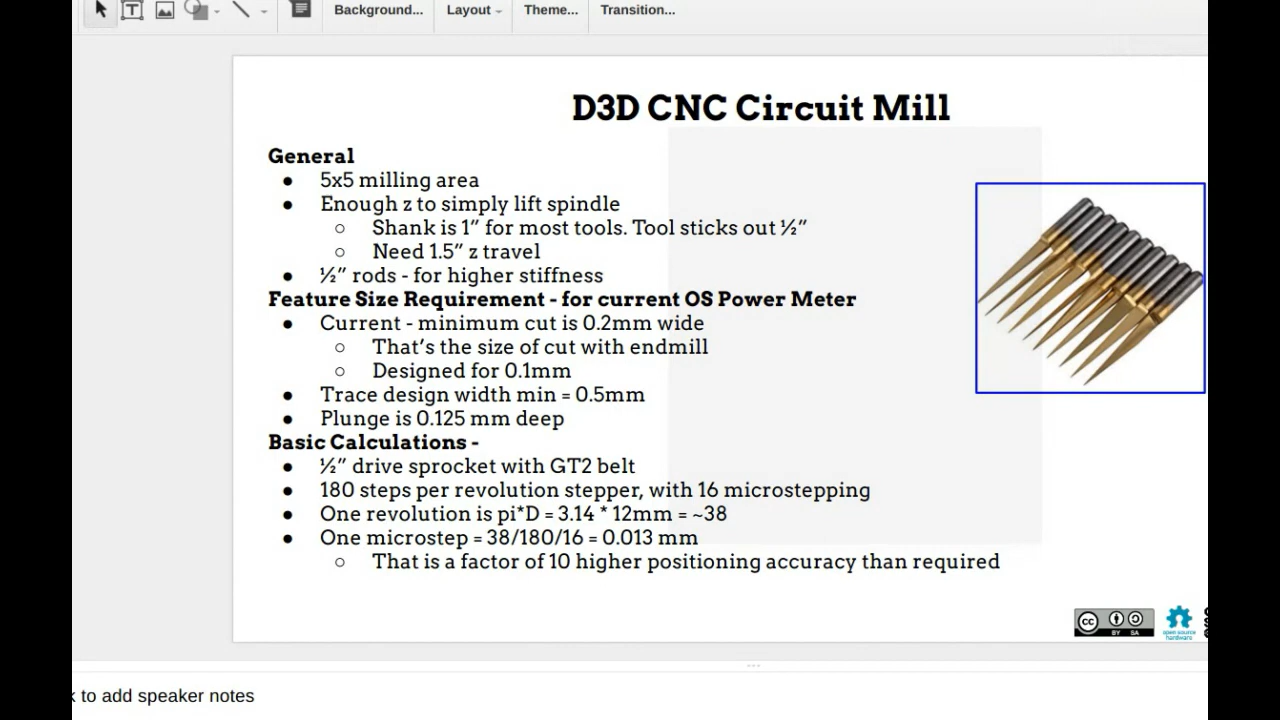 Background... Layout Theme... Transition...
D3D CNC Circuit Mill
General
● 5x5 milling area
● Enough z to simply lift spindle
○ Shank is 1” for most tools. Tool sticks out ½”
○ Need 1.5” z travel
● ½” rods - for higher stiffness
Feature Size Requirement - for current OS Power Meter
● Current - minimum cut is 0.2mm wide
○ That’s the size of cut with endmill
○ Designed for 0.1mm
● Trace design width min = 0.5mm
● Plunge is 0.125 mm deep
Basic Calculations -
● ½” drive sprocket with GT2 belt
● 180 steps per revolution stepper, with 16 microstepping
● One revolution is pi*D = 3.14 * 12mm = ~38
● One microstep = 38/180/16 = 0.013 mm
○ That is a factor of 10 higher positioning accuracy than required
cc BY SA
open source
hardware
to add speaker notes